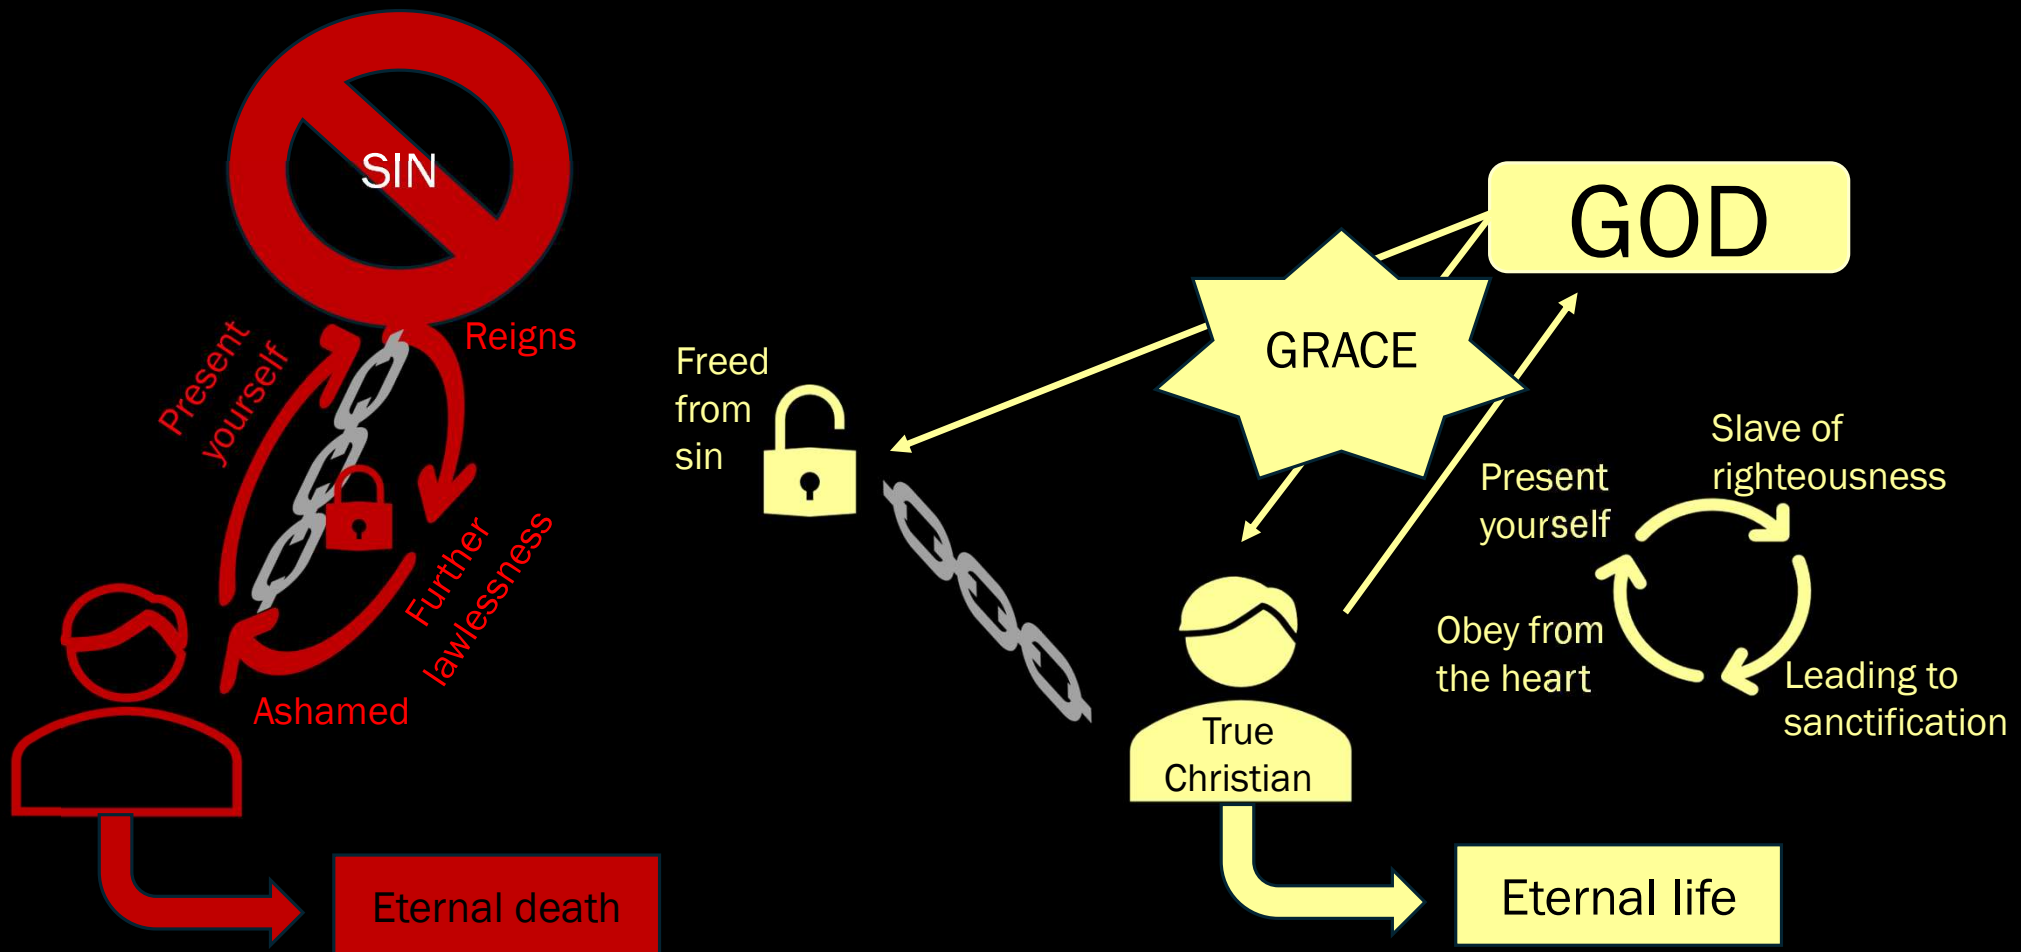 SIN
Present
yourself
Reigns
Further
lawlessness
Ashamed
Eternal death
Freed
from
sin
GOD
GRACE
Slave of
righteousness
Present
yourself
Obey from
the heart
Leading to
sanctification
True
Christian
Eternal life